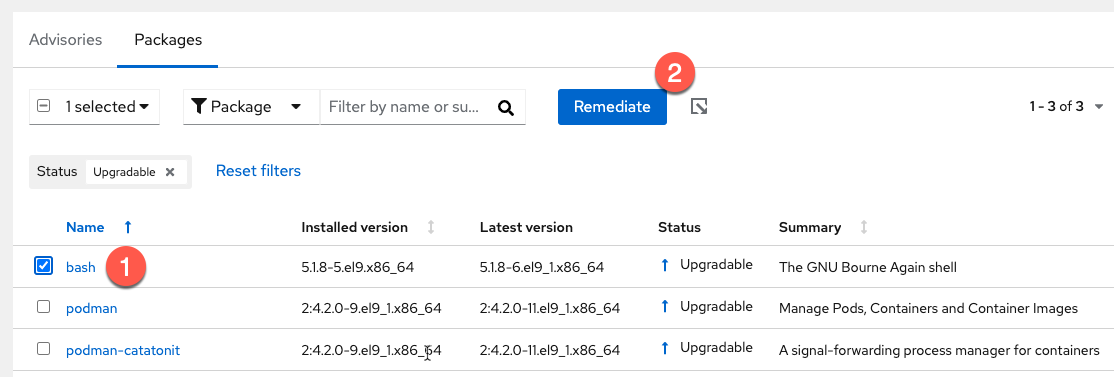 Advisories Packages
2
1 selected Package Filter by name or su... Remediate 1 - 3 of 3
Status Upgradable Reset filters
Name Installed version Latest version Status Summary
bash 1 5.1.8-5.el9.x86_64 5.1.8-6.el9_1.x86_64 Upgradable The GNU Bourne Again shell
podman 2:4.2.0-9.el9_1.x86_64 2:4.2.0-11.el9_1.x86_64 Upgradable Manage Pods, Containers and Container Images
podman-catatonit 2:4.2.0-9.el9_1.x86_64 2:4.2.0-11.el9_1.x86_64 Upgradable A signal-forwarding process manager for containers